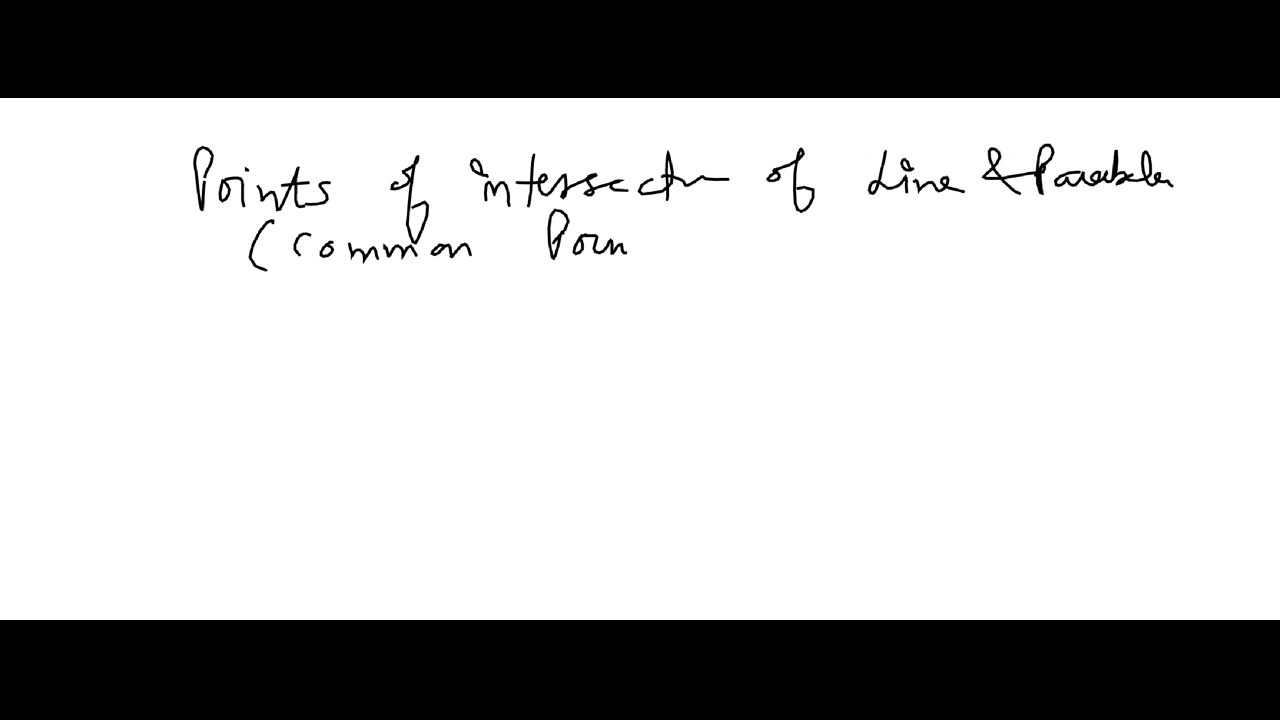 Points of intersection of Line & Parabola
(Common Poin